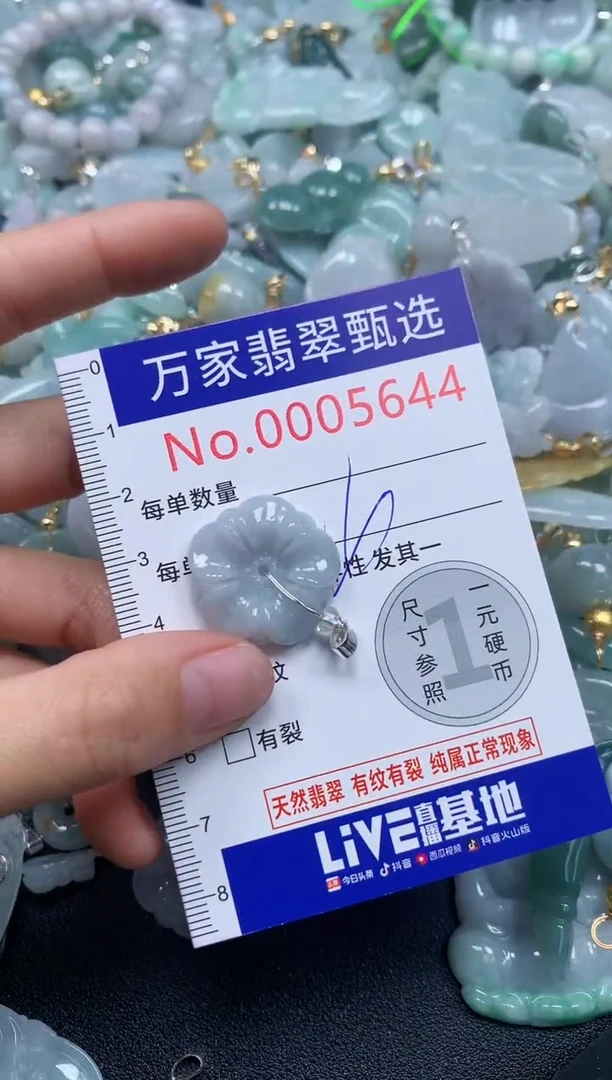 万家翡翠甄选
No.0005644
每单数量
6
每单
性发其一
尺寸参照
1
一元硬币
纹
有裂
天然翡翠 有纹有裂 纯属正常现象
LiVE直播基地
今日头条 抖音 西瓜视频 抖音火山版
0
1
2
3
4
6
7
8